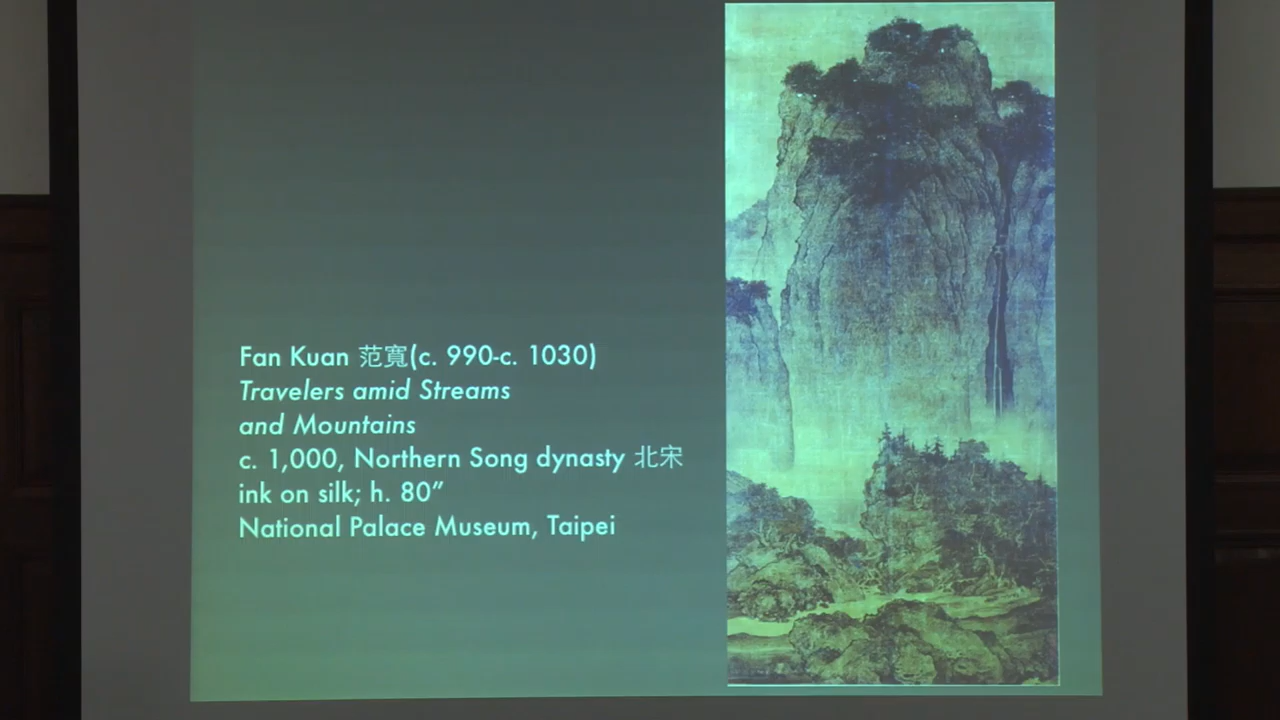 Fan Kuan 范寬(c. 990-c. 1030)
Travelers amid Streams
and Mountains
c. 1,000, Northern Song dynasty 北宋
ink on silk; h. 80”
National Palace Museum, Taipei